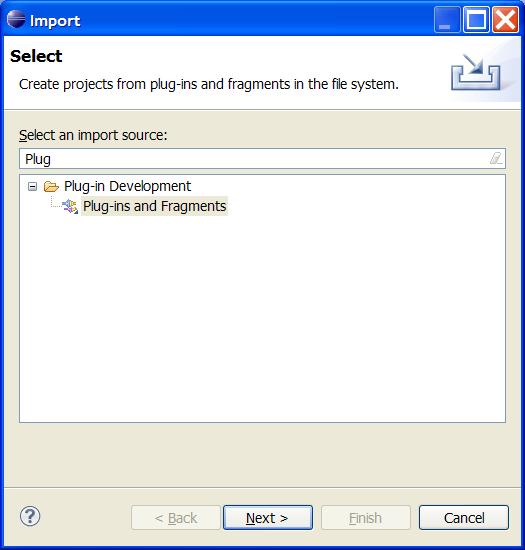 Import
Select
Create projects from plug-ins and fragments in the file system.
Select an import source:
Plug
Plug-in Development
Plug-ins and Fragments
< Back Next > Finish Cancel